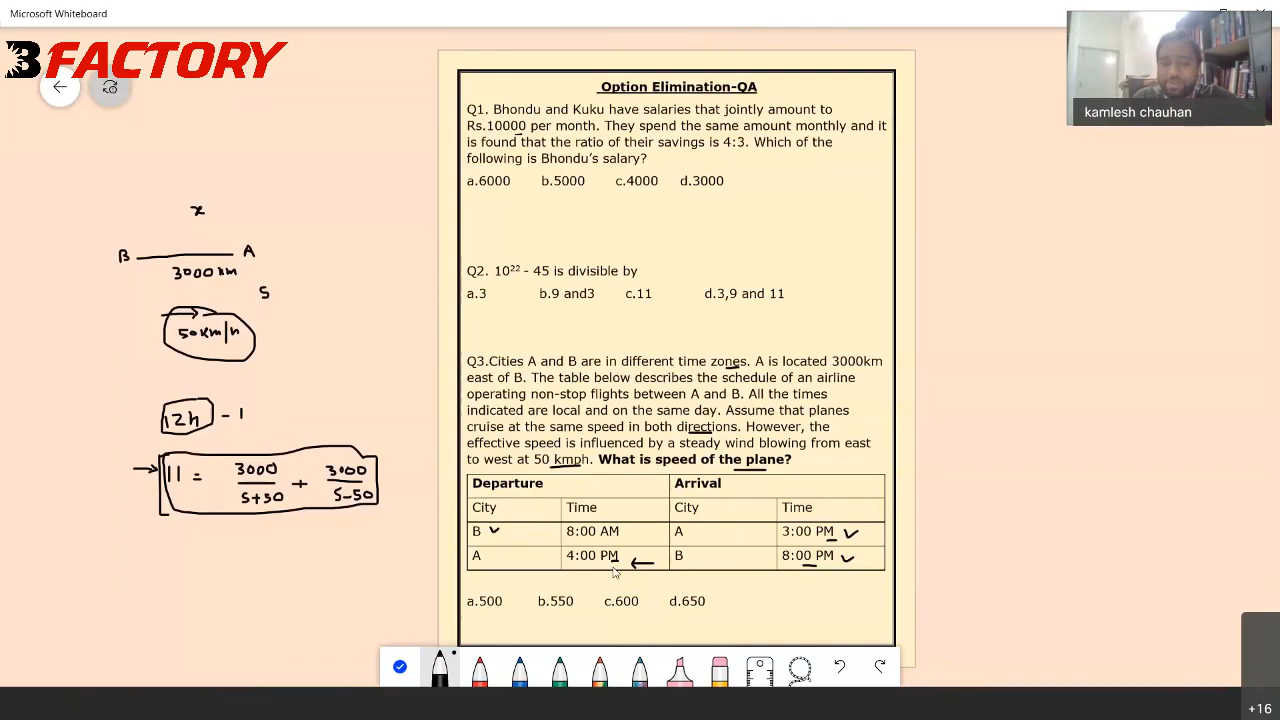 Microsoft Whiteboard
BFACTORY
kamlesh chauhan
Option Elimination-QA
Q1. Bhondu and Kuku have salaries that jointly amount to
Rs.10000 per month. They spend the same amount monthly and it
is found that the ratio of their savings is 4:3. Which of the
following is Bhondu's salary?
a.6000 b.5000 c.4000 d.3000
Q2. 10²² - 45 is divisible by
a.3 b.9 and3 c.11 d.3,9 and 11
Q3.Cities A and B are in different time zones. A is located 3000km
east of B. The table below describes the schedule of an airline
operating non-stop flights between A and B. All the times
indicated are local and on the same day. Assume that planes
cruise at the same speed in both directions. However, the
effective speed is influenced by a steady wind blowing from east
to west at 50 kmph. What is speed of the plane?
Departure Arrival
City Time City Time
B 8:00 AM A 3:00 PM
A 4:00 PM B 8:00 PM
a.500 b.550 c.600 d.650
x
B A
3000 km
S
50km/h
12h - 1
11 = 3000/S+50 + 3000/S-50
+16